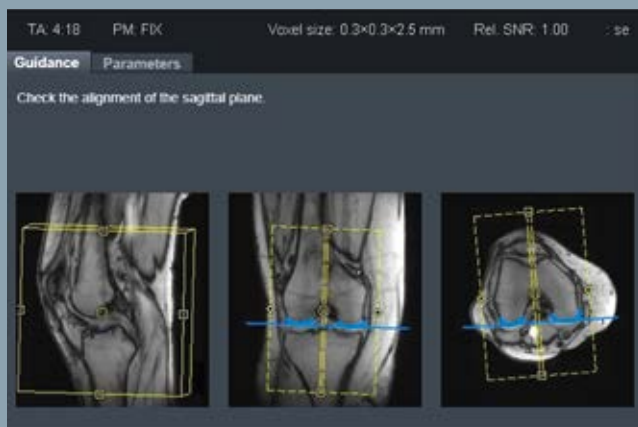 TA: 4:18 PM: FIX Voxel size: 0.3×0.3×2.5 mm Rel. SNR: 1.00 : se
Guidance Parameters
Check the alignment of the sagittal plane.